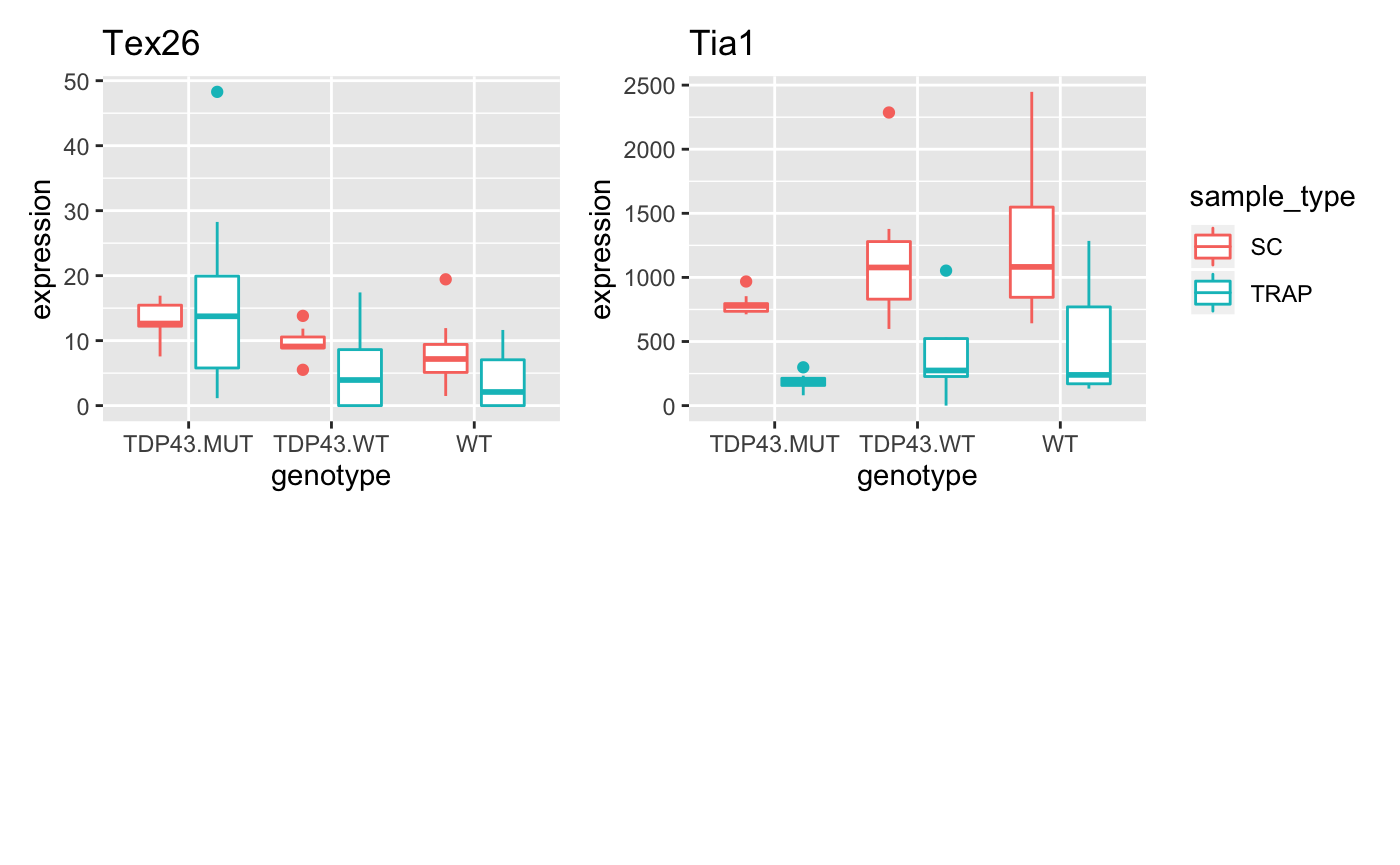 Tex26
50
40
30
20
10
0
expression
TDP43.MUT TDP43.WT WT
genotype
Tia1
2500
2000
1500
1000
500
0
expression
TDP43.MUT TDP43.WT WT
genotype
sample_type
SC
TRAP